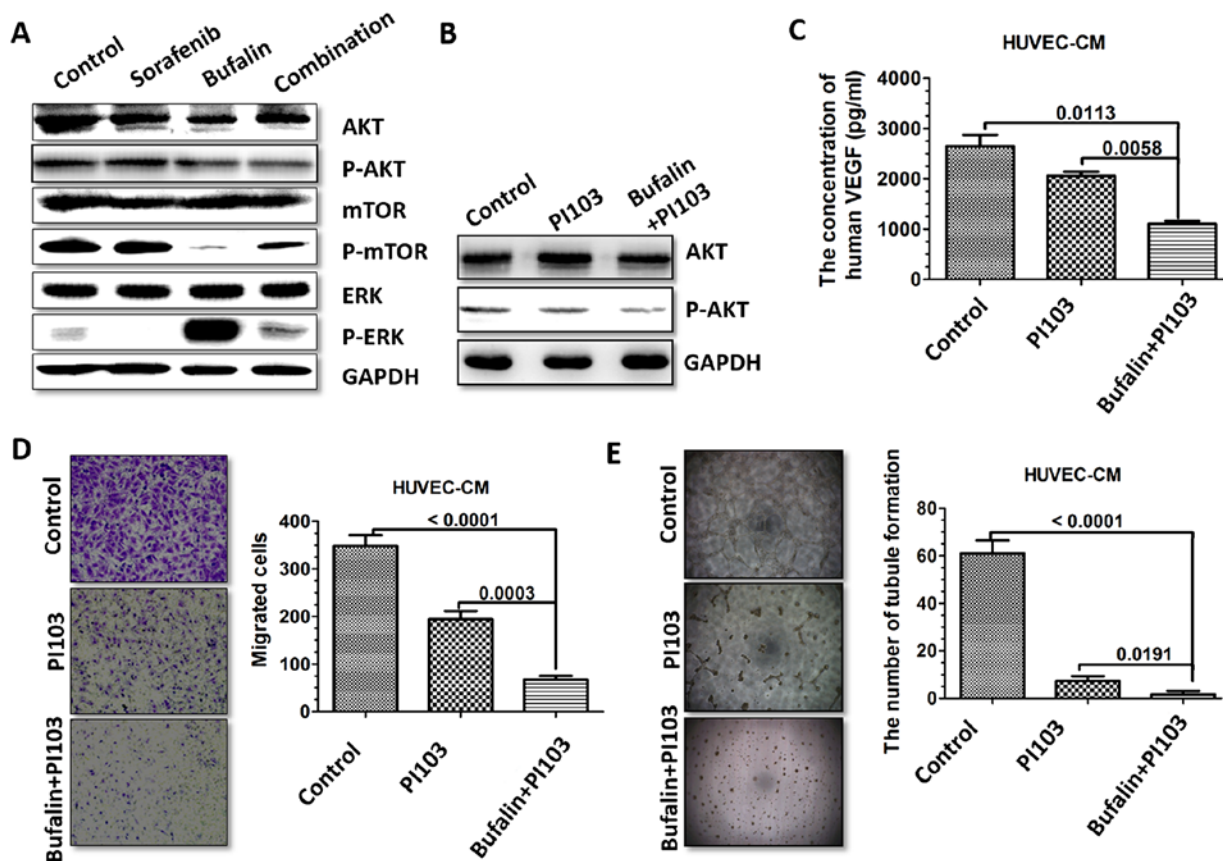 A
Control
Sorafenib
Bufalin
Combination
AKT
P-AKT
mTOR
P-mTOR
ERK
P-ERK
GAPDH
B
Control
PI103
Bufalin
+PI103
AKT
P-AKT
GAPDH
C
HUVEC-CM
The concentration of
human VEGF (pg/ml)
4000
3000
2000
1000
0
0.0113
0.0058
Control
PI103
Bufalin+PI103
D
Control
PI103
Bufalin+PI103
HUVEC-CM
Migrated cells
400
300
200
100
0
< 0.0001
0.0003
Control
PI103
Bufalin+PI103
E
Control
PI103
Bufalin+PI103
HUVEC-CM
The number of tubule formation
80
60
40
20
0
< 0.0001
0.0191
Control
PI103
Bufalin+PI103